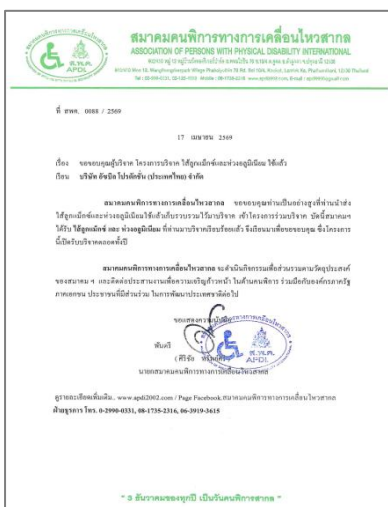 สมาคมคนพิการทางการเคลื่อนไหวสากล
ASSOCIATION OF PERSONS WITH PHYSICAL DISABILITY INTERNATIONAL
ส.พ.ค.
APDI
ที่ สพค. 0088 / 2569
17 เมษายน 2569
เรื่อง ขอขอบคุณผู้บริจาค โครงการบริจาค ไส้ลูกแม็กซ์และห่วงอลูมิเนียม ใช้แล้ว
เรียน บริษัท
โปรดักชั่น (ประเทศไทย) จำกัด
สมาคมคนพิการทางการเคลื่อนไหวสากล ขอขอบคุณท่านเป็นอย่างสูงที่ท่านนำส่ง
ไส้ลูกแม็กซ์และห่วงอลูมิเนียมใช้แล้วเก็บรวบรวมไว้มาบริจาค เข้าโครงการร่วมบริจาค บัดนี้สมาคมฯ
ได้รับ ไส้ลูกแม็กซ์ และ ห่วงอลูมิเนียม ที่ท่านมาบริจาคเรียบร้อยแล้ว จึงเรียนมาเพื่อขอขอบคุณ ซึ่งโครงการ
นี้เปิดรับบริจาคตลอดทั้งปี
สมาคมคนพิการทางการเคลื่อนไหวสากล จะดำเนินกิจกรรมเพื่อส่วนรวมตามวัตถุประสงค์
ของสมาคม ฯ และติดต่อประสานงานเพื่อความเจริญก้าวหน้า ในด้านคนพิการ ร่วมมือกับองค์กรภาครัฐ
ภาคเอกชน ประชาชนที่มีส่วนร่วม ในการพัฒนาประเทศชาติต่อไป
ขอแสดงความนับถือ
พันตรี
( ศิริชัย
นายกสมาคมคนพิการทางการเคลื่อนไหวสากล
ดูรายละเอียดเพิ่มเติม.. www.apdi2002.com / Page Facebook.สมาคมคนพิการทางการเคลื่อนไหวสากล
ฝ่ายธุรการ โทร. 0-2990-0331, 08-1735-2316, 06-3919-3615
" 3 ธันวาคมของทุกปี เป็นวันคนพิการสากล "